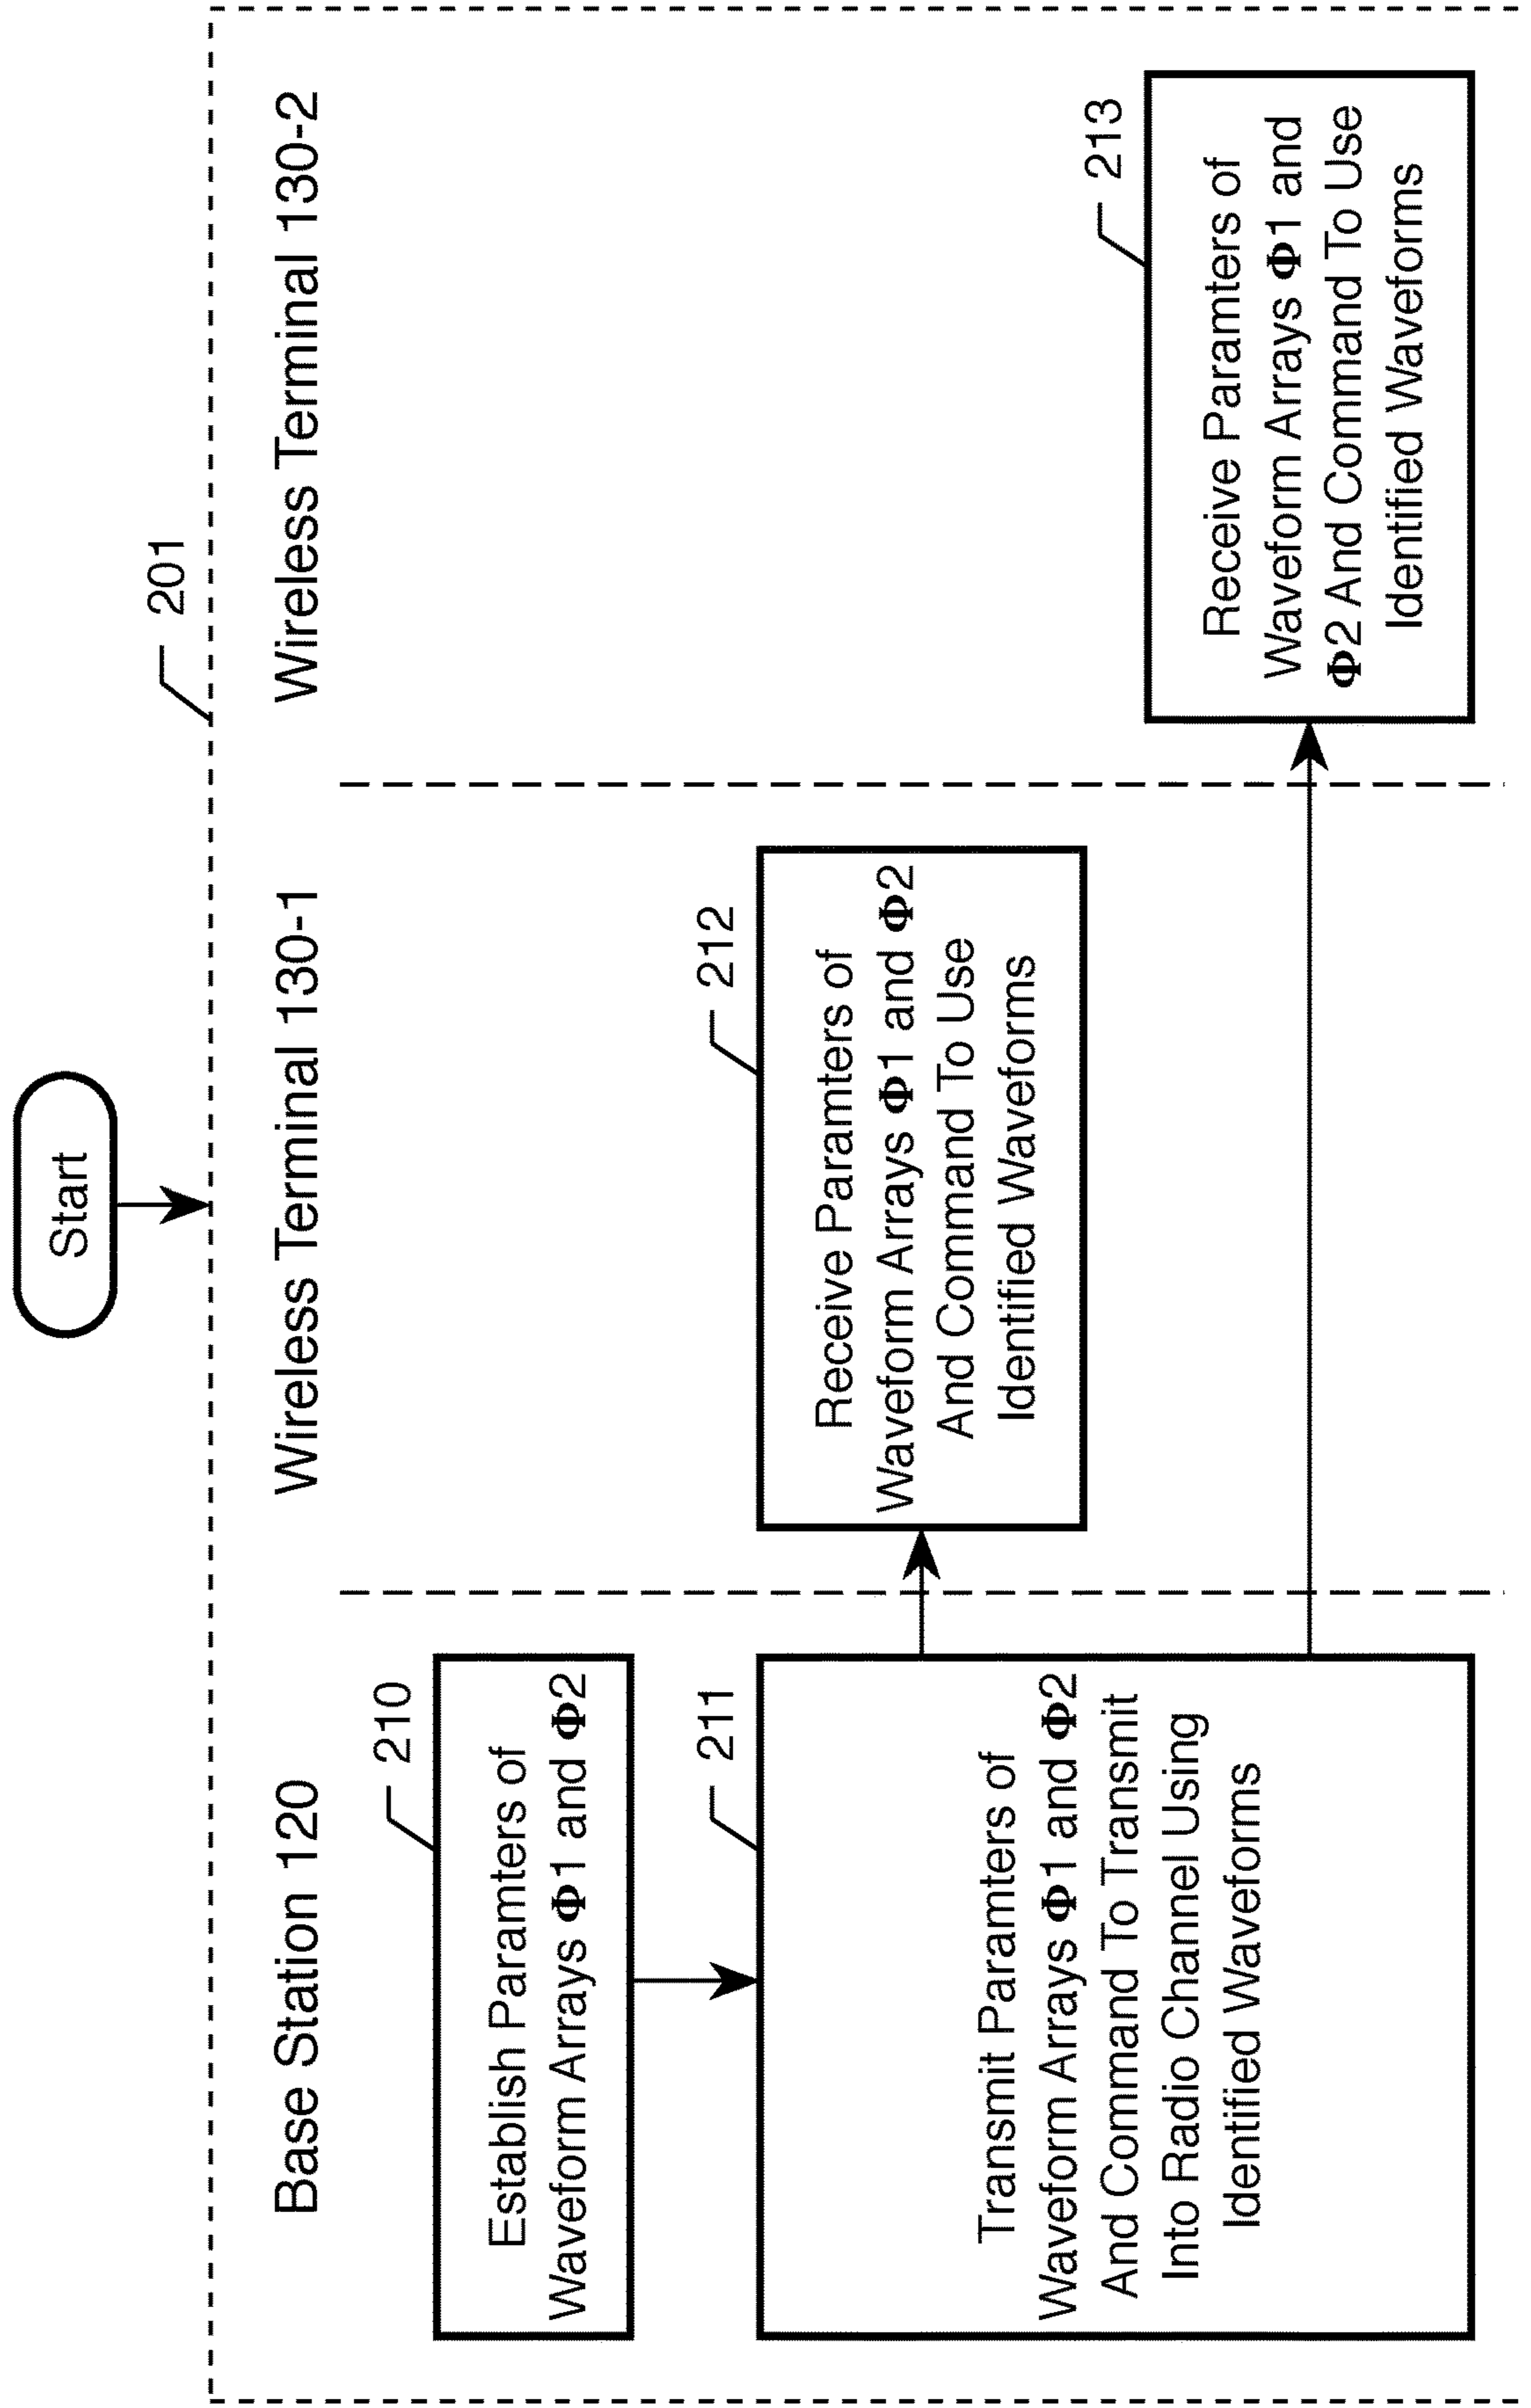 Start
201
Base Station 120
Wireless Terminal 130-1
Wireless Terminal 130-2
210
Establish Paramters of
Waveform Arrays Φ1 and Φ2
211
Transmit Paramters of
Waveform Arrays Φ1 and Φ2
And Command To Transmit
Into Radio Channel Using
Identified Waveforms
212
Receive Paramters of
Waveform Arrays Φ1 and Φ2
And Command To Use
Identified Waveforms
213
Receive Paramters of
Waveform Arrays Φ1 and
Φ2 And Command To Use
Identified Waveforms